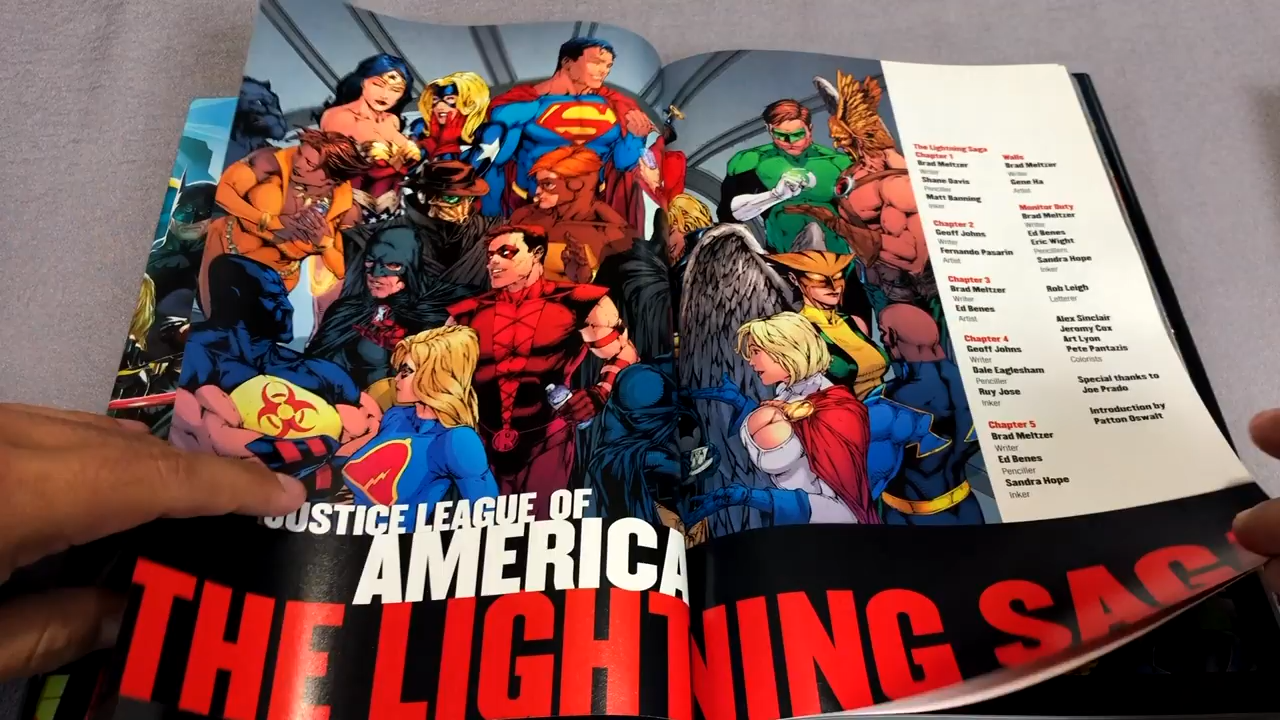 JUSTICE LEAGUE OF
AMERICA
THE LIGHTNING SAGA
The Lightning Saga
Chapter 1
Brad Meltzer
Writer
Shane Davis
Penciller
Matt Banning
Inker
Chapter 2
Geoff Johns
Writer
Fernando Pasarin
Artist
Chapter 3
Brad Meltzer
Writer
Ed Benes
Artist
Chapter 4
Geoff Johns
Writer
Dale Eaglesham
Penciller
Ruy Jose
Inker
Chapter 5
Brad Meltzer
Writer
Ed Benes
Penciller
Sandra Hope
Inker
Walls
Brad Meltzer
Writer
Gene Ha
Artist
Monitor Duty
Brad Meltzer
Writer
Ed Benes
Eric Wight
Pencillers
Sandra Hope
Inker
Rob Leigh
Letterer
Alex Sinclair
Jeromy Cox
Art Lyon
Pete Pantazis
Colorists
Special thanks to
Joe Prado
Introduction by
Patton Oswalt